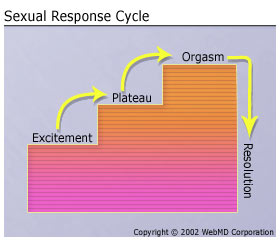 Sexual Response Cycle
Orgasm
Plateau
Excitement
Resolution
Copyright © 2002 WebMD Corporation